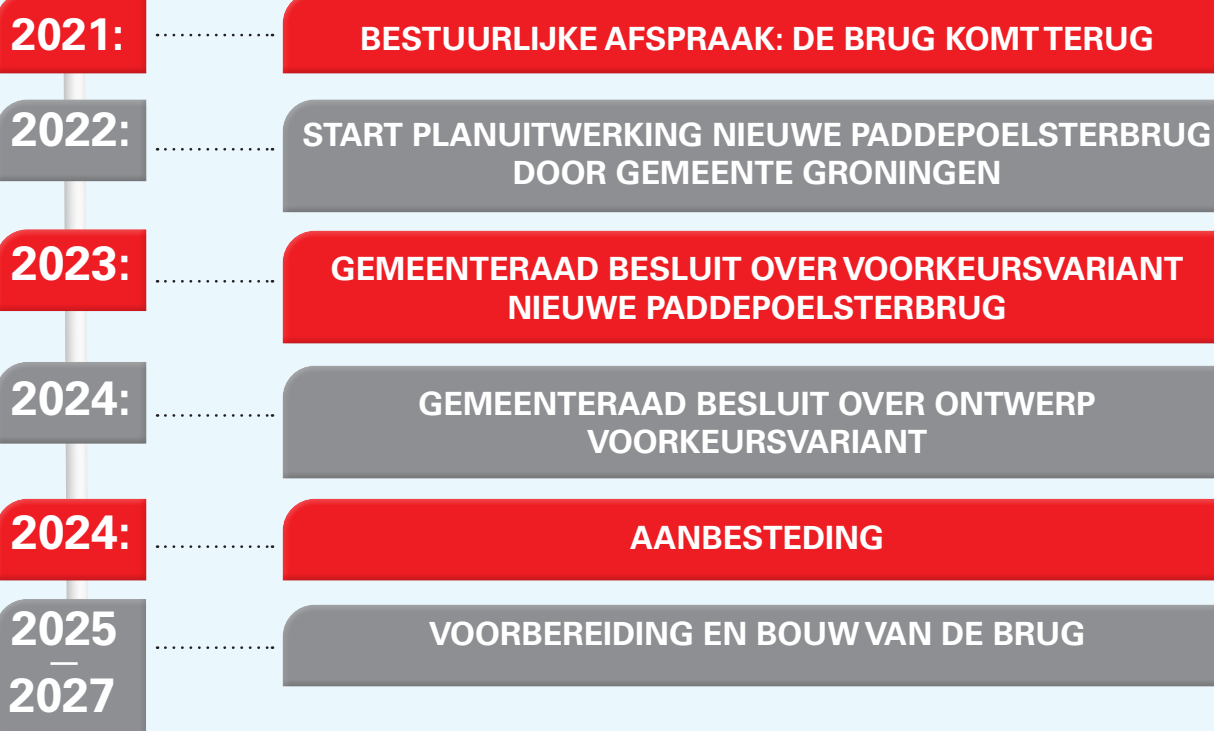 2021:
BESTUURLIJKE AFSPRAAK: DE BRUG KOMT TERUG
2022:
START PLANUITWERKING NIEUWE PADDEPOELSTERBRUG
DOOR GEMEENTE GRONINGEN
2023:
GEMEENTERAAD BESLUIT OVER VOORKEURSVARIANT
NIEUWE PADDEPOELSTERBRUG
2024:
GEMEENTERAAD BESLUIT OVER ONTWERP
VOORKEURSVARIANT
2024:
AANBESTEDING
2025
—
2027
VOORBEREIDING EN BOUW VAN DE BRUG